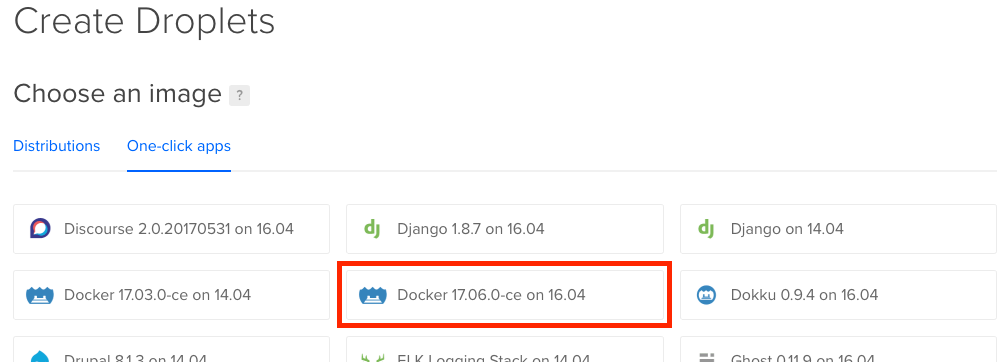 Create Droplets
Choose an image ?
Distributions One-click apps
Discourse 2.0.20170531 on 16.04 Django 1.8.7 on 16.04 Django on 14.04
Docker 17.03.0-ce on 14.04 Docker 17.06.0-ce on 16.04 Dokku 0.9.4 on 16.04
Drupal 8.1.3 on 14.04 ELK Logging Stack on 14.04 Ghost 0.11.9 on 16.04